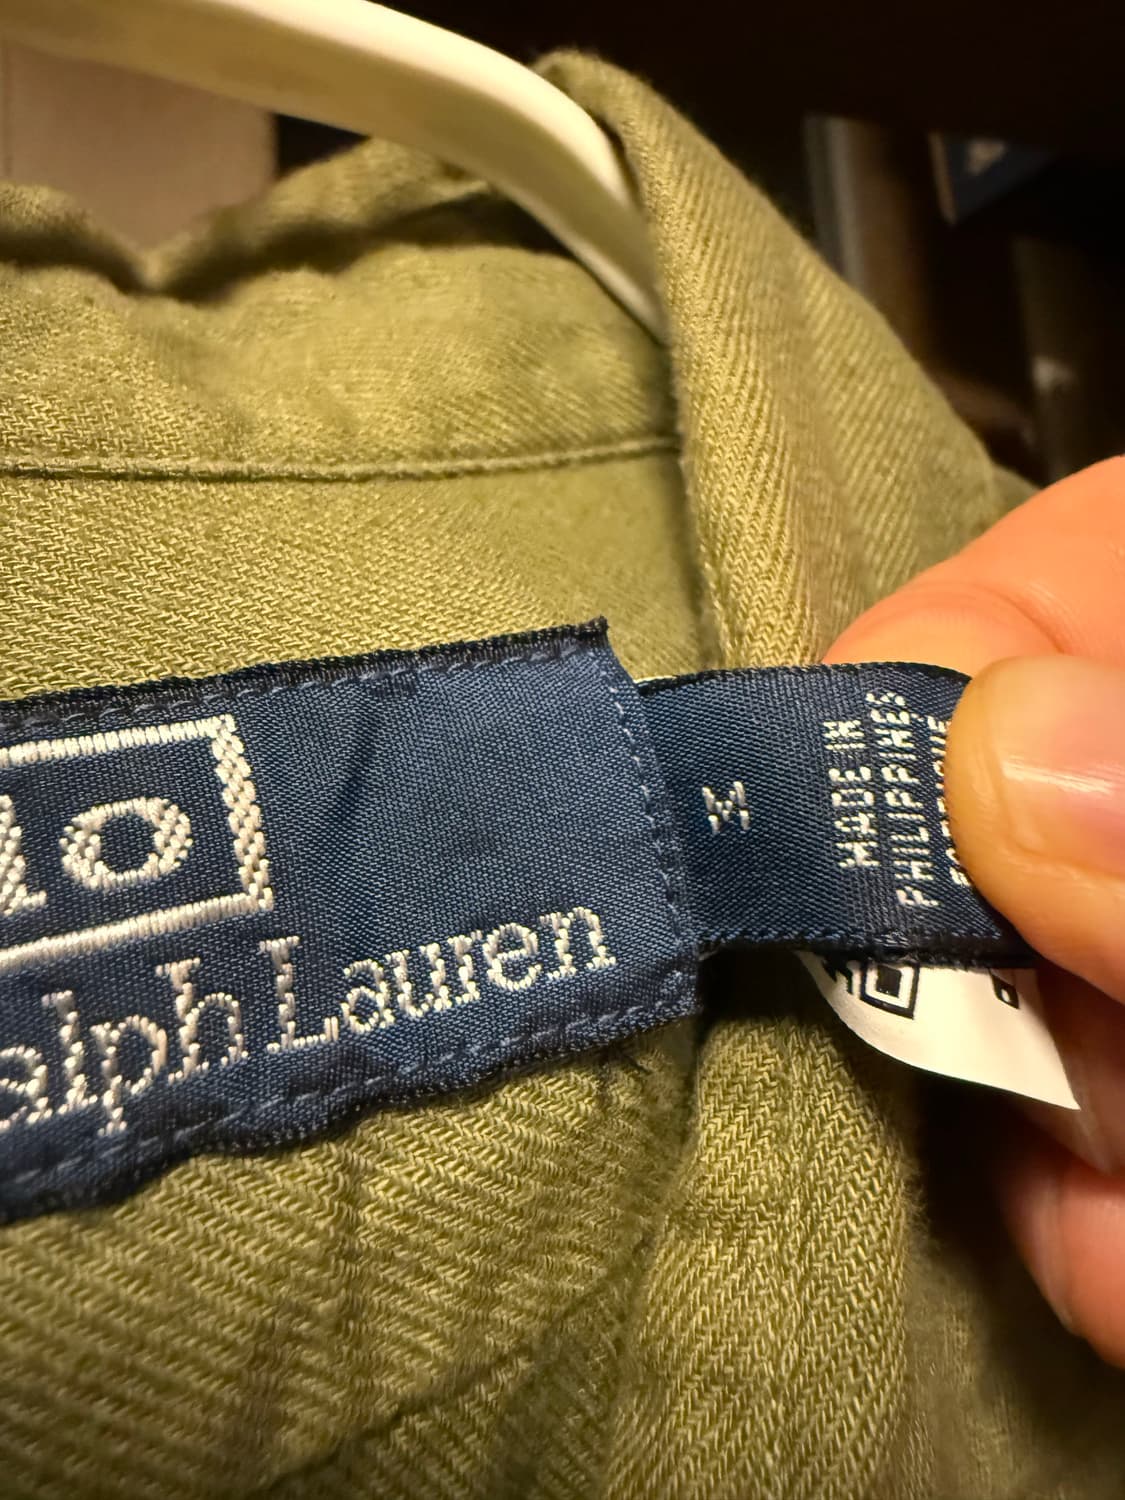 lo
alph Lauren
M
MADE IN
PHILIPPINES